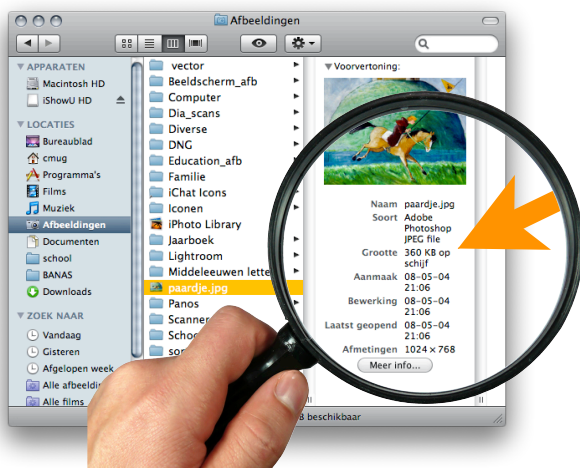 Afbeeldingen
APPARATEN
Macintosh HD
iShowU HD
LOCATIES
Bureaublad
cmug
Programma's
Films
Muziek
Afbeeldingen
Documenten
school
BANAS
Downloads
ZOEK NAAR
Vandaag
Gisteren
Afgelopen week
Alle afbeeldin
Alle films
vector
Beeldscherm_afb
Computer
Dia_scans
Diverse
DNG
Education_afb
Familie
iChat Icons
Iconen
iPhoto Library
Jaarboek
Lightroom
Middeleeuwen lette
paardje.jpg
Panos
Scanner
Schoo
sor
Voorvertoning:
Naam paardje.jpg
Soort Adobe
Photoshop
JPEG file
Grootte 360 KB op
schijf
Aanmaak 08-05-04
21:06
Bewerking 08-05-04
21:06
Laatst geopend 08-05-04
21:06
Afmetingen 1024 × 768
Meer info...
B beschikbaar